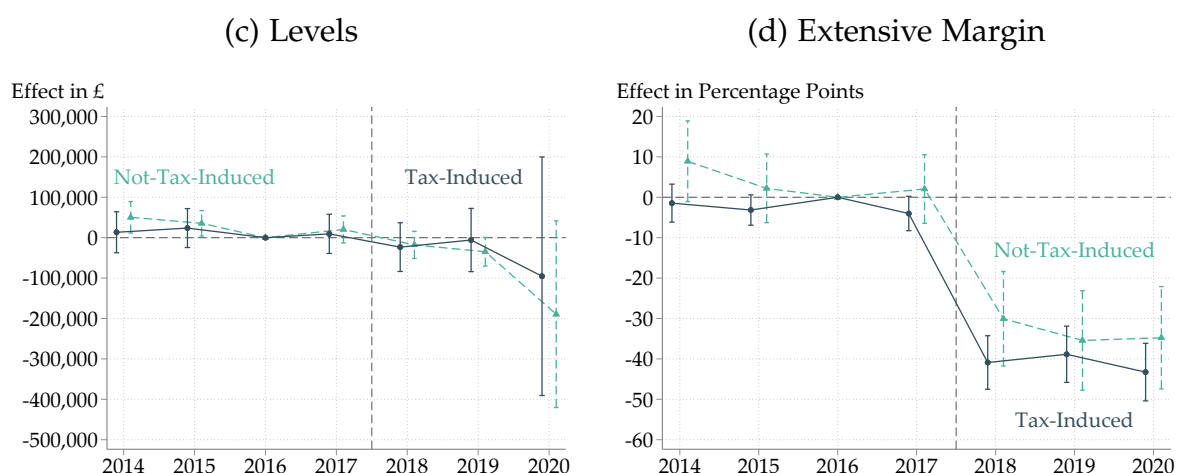 (c) Levels
Effect in £
300,000
200,000
100,000
0
-100,000
-200,000
-300,000
-400,000
-500,000
Not-Tax-Induced
Tax-Induced
2014 2015 2016 2017 2018 2019 2020
(d) Extensive Margin
Effect in Percentage Points
20
10
0
-10
-20
-30
-40
-50
-60
Not-Tax-Induced
Tax-Induced
2014 2015 2016 2017 2018 2019 2020